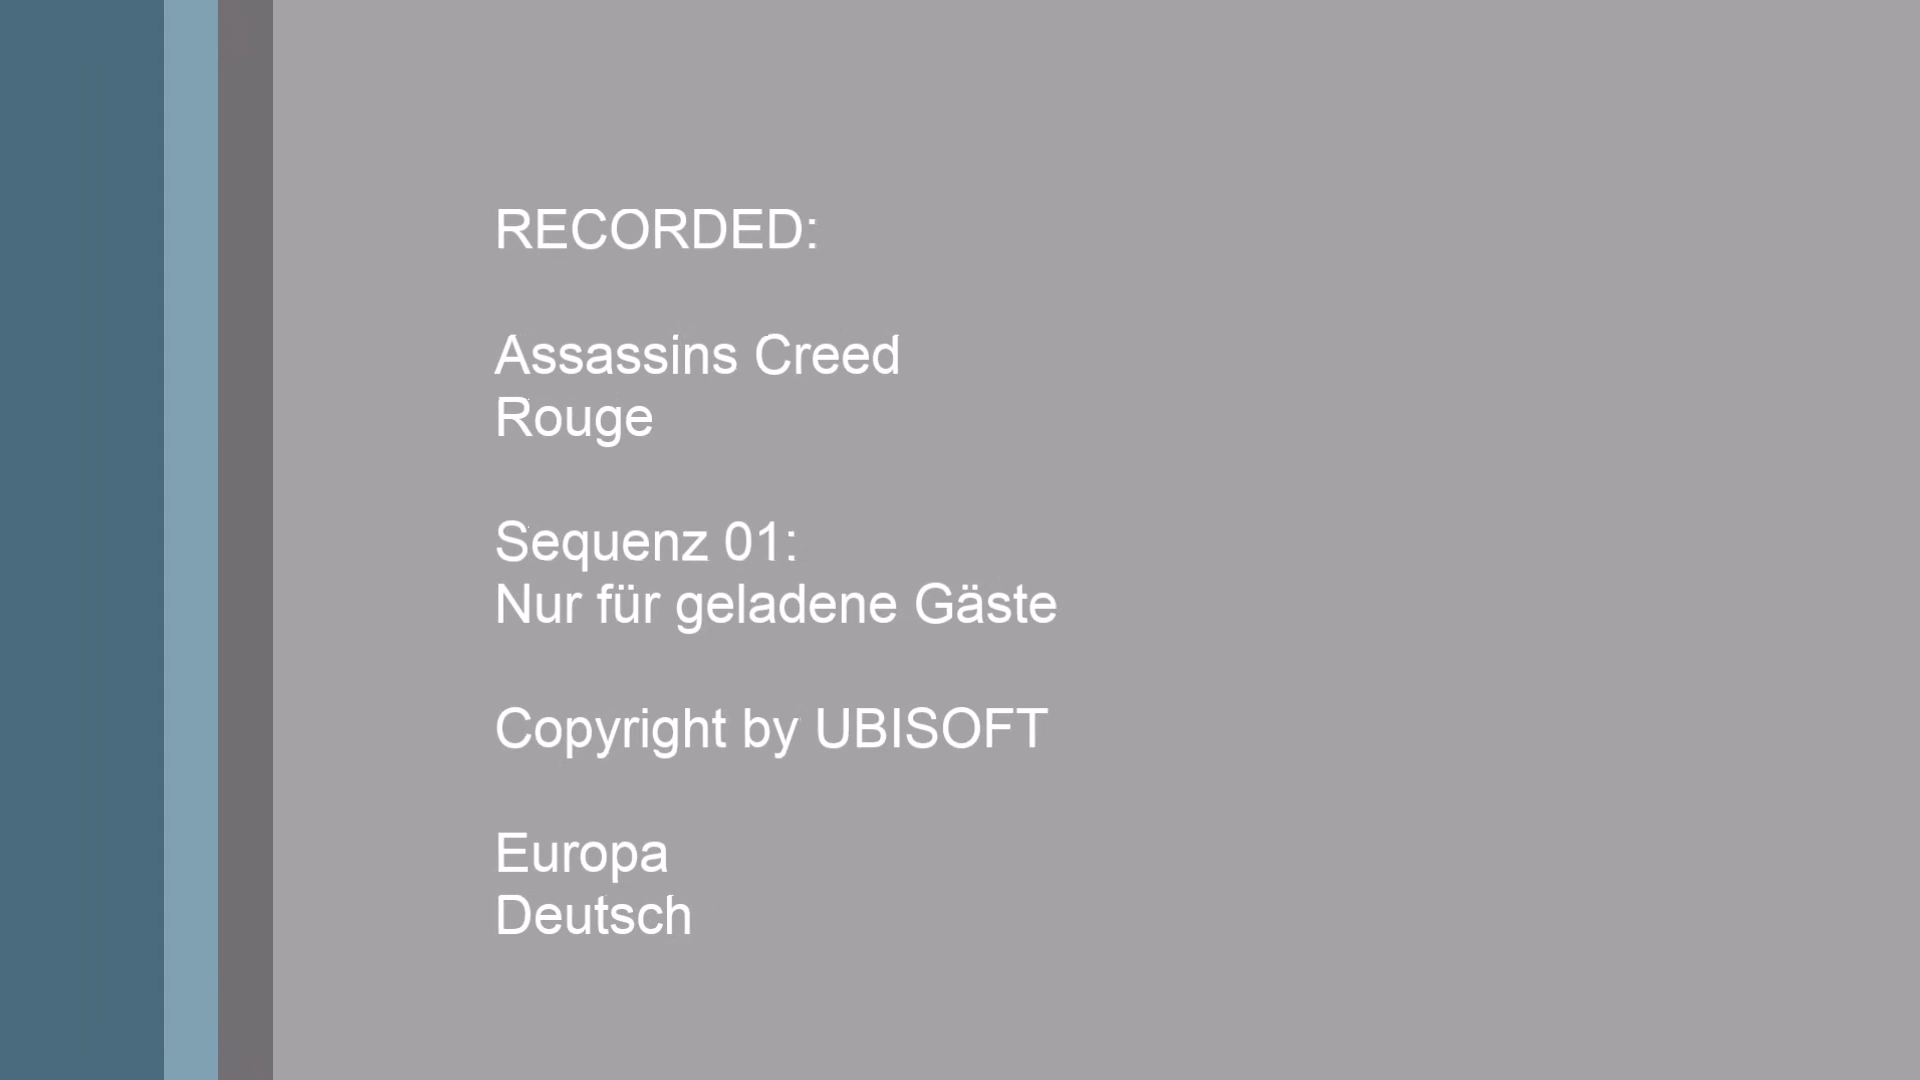 RECORDED:
Assassins Creed
Rouge
Sequenz 01:
Nur für geladene Gäste
Copyright by UBISOFT
Europa
Deutsch